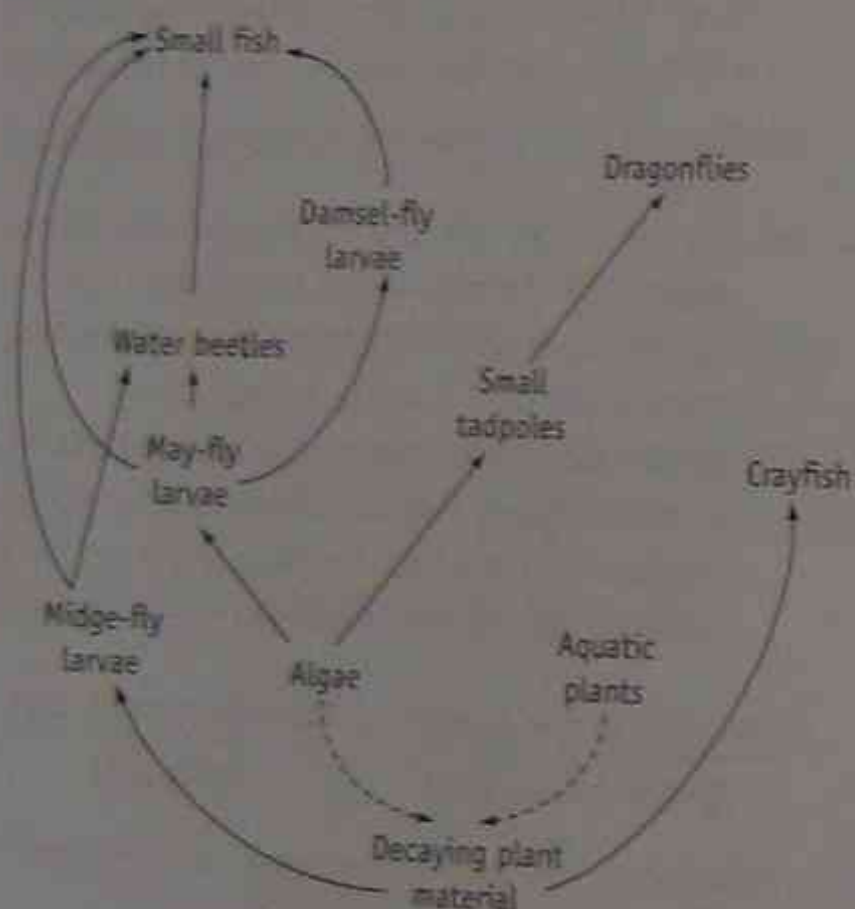 Small fish
Dragonflies
Damsel-fly
larvae
Water beetles
Small
tadpoles
May-fly
larvae
Crayfish
Midge-fly
larvae
Algae
Aquatic
plants
Decaying plant
material